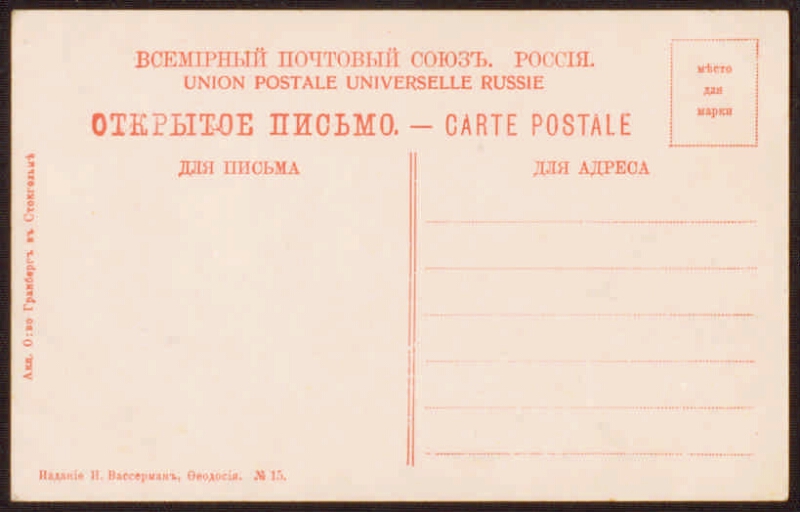 ВСЕМІРНЫЙ ПОЧТОВЫЙ СОЮЗЪ. РОССІЯ.
UNION POSTALE UNIVERSELLE RUSSIE
ОТКРЫТОЕ ПИСЬМО. — CARTE POSTALE
мѣсто
для
марки
ДЛЯ ПИСЬМА
ДЛЯ АДРЕСА
Акц. О:во Гранбергъ въ Стокгольмѣ
Изданіе И. Вассерманъ, Ѳеодосія. № 15.